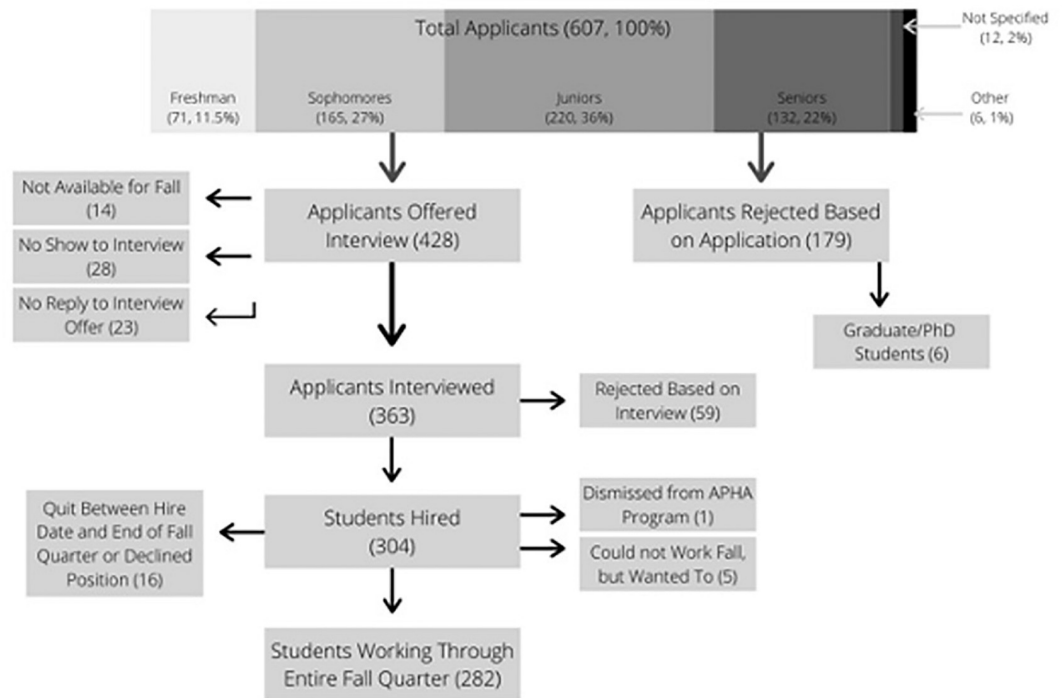 Total Applicants (607, 100%)
Not Specified
(12, 2%)
Freshman
(71, 11.5%)
Sophomores
(165, 27%)
Juniors
(220, 36%)
Seniors
(132, 22%)
Other
(6, 1%)
Not Available for Fall
(14)
No Show to Interview
(28)
No Reply to Interview
Offer (23)
Applicants Offered
Interview (428)
Applicants Rejected Based
on Application (179)
Graduate/PhD
Students (6)
Applicants Interviewed
(363)
Rejected Based on
Interview (59)
Quit Between Hire
Date and End of Fall
Quarter or Declined
Position (16)
Students Hired
(304)
Dismissed from APHA
Program (1)
Could not Work Fall,
but Wanted To (5)
Students Working Through
Entire Fall Quarter (282)